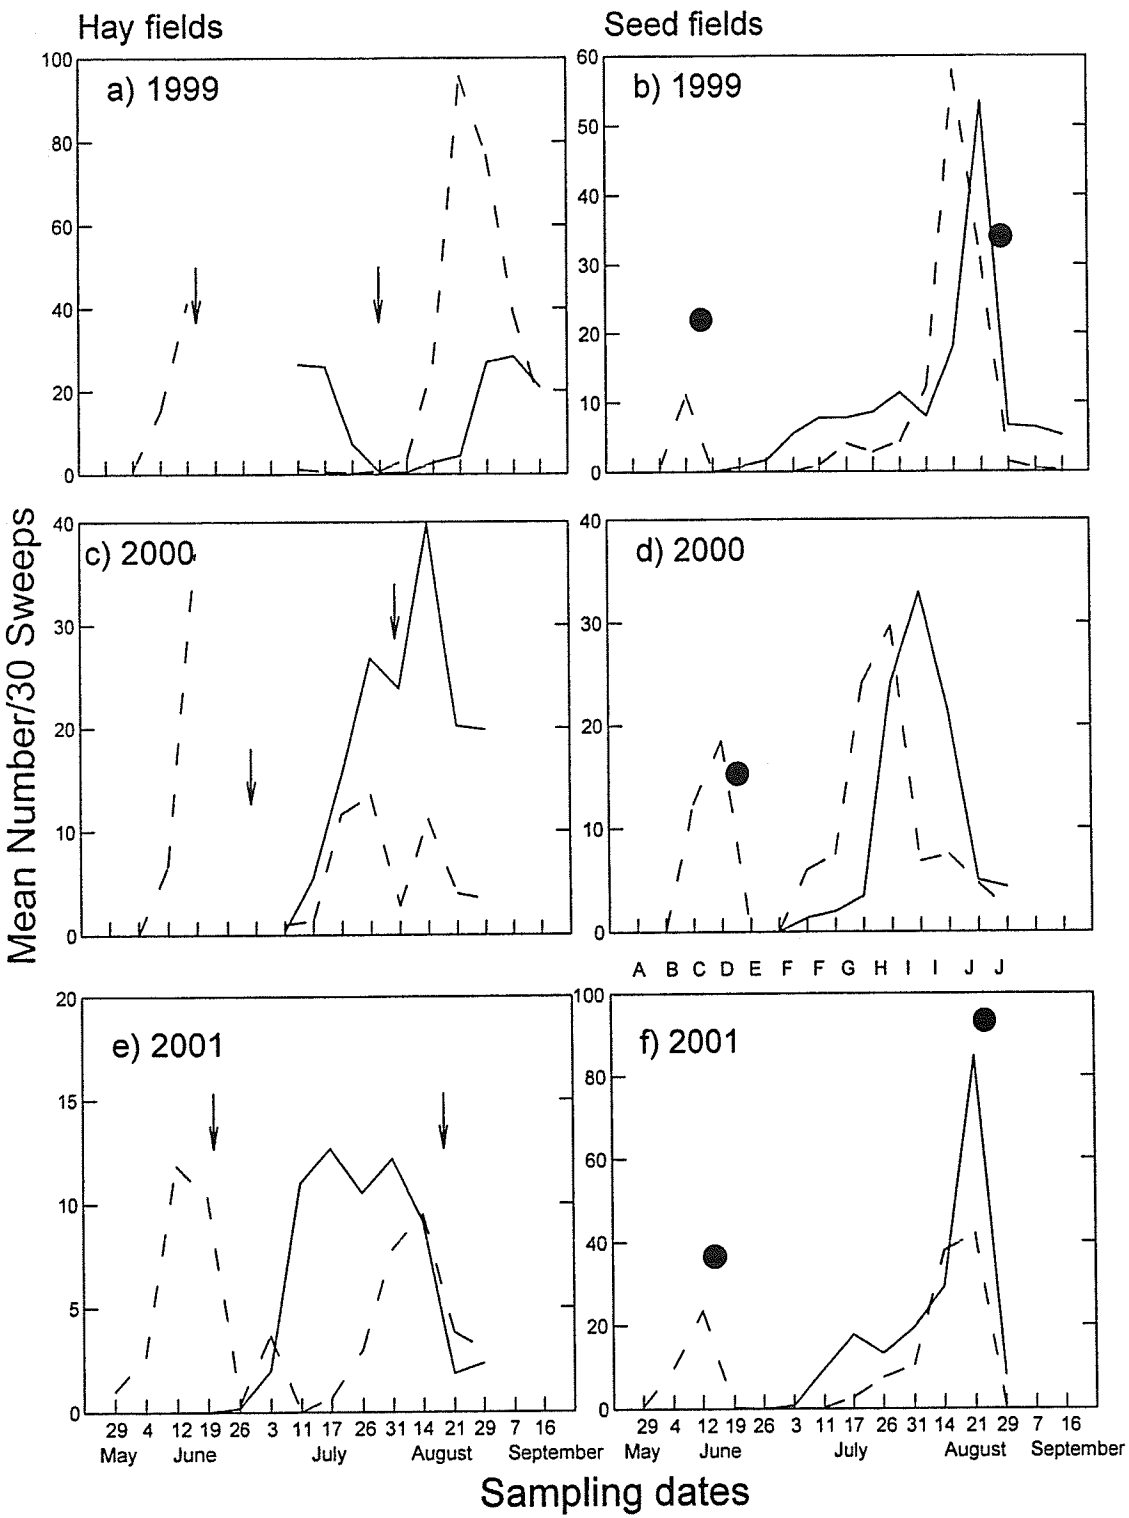 Hay fields
Seed fields
a) 1999
100
80
60
40
20
0
b) 1999
60
50
40
30
20
10
0
Mean Number/30 Sweeps
c) 2000
40
30
20
10
0
d) 2000
40
30
20
10
0
A B C D E F F G H I I J J
e) 2001
20
15
10
5
0
f) 2001
100
80
60
40
20
0
29 4 12 19 26 3 11 17 26 31 14 21 29 7 16
May June July August September
29 4 12 19 26 3 11 17 26 31 14 21 29 7 16
May June July August September
Sampling dates